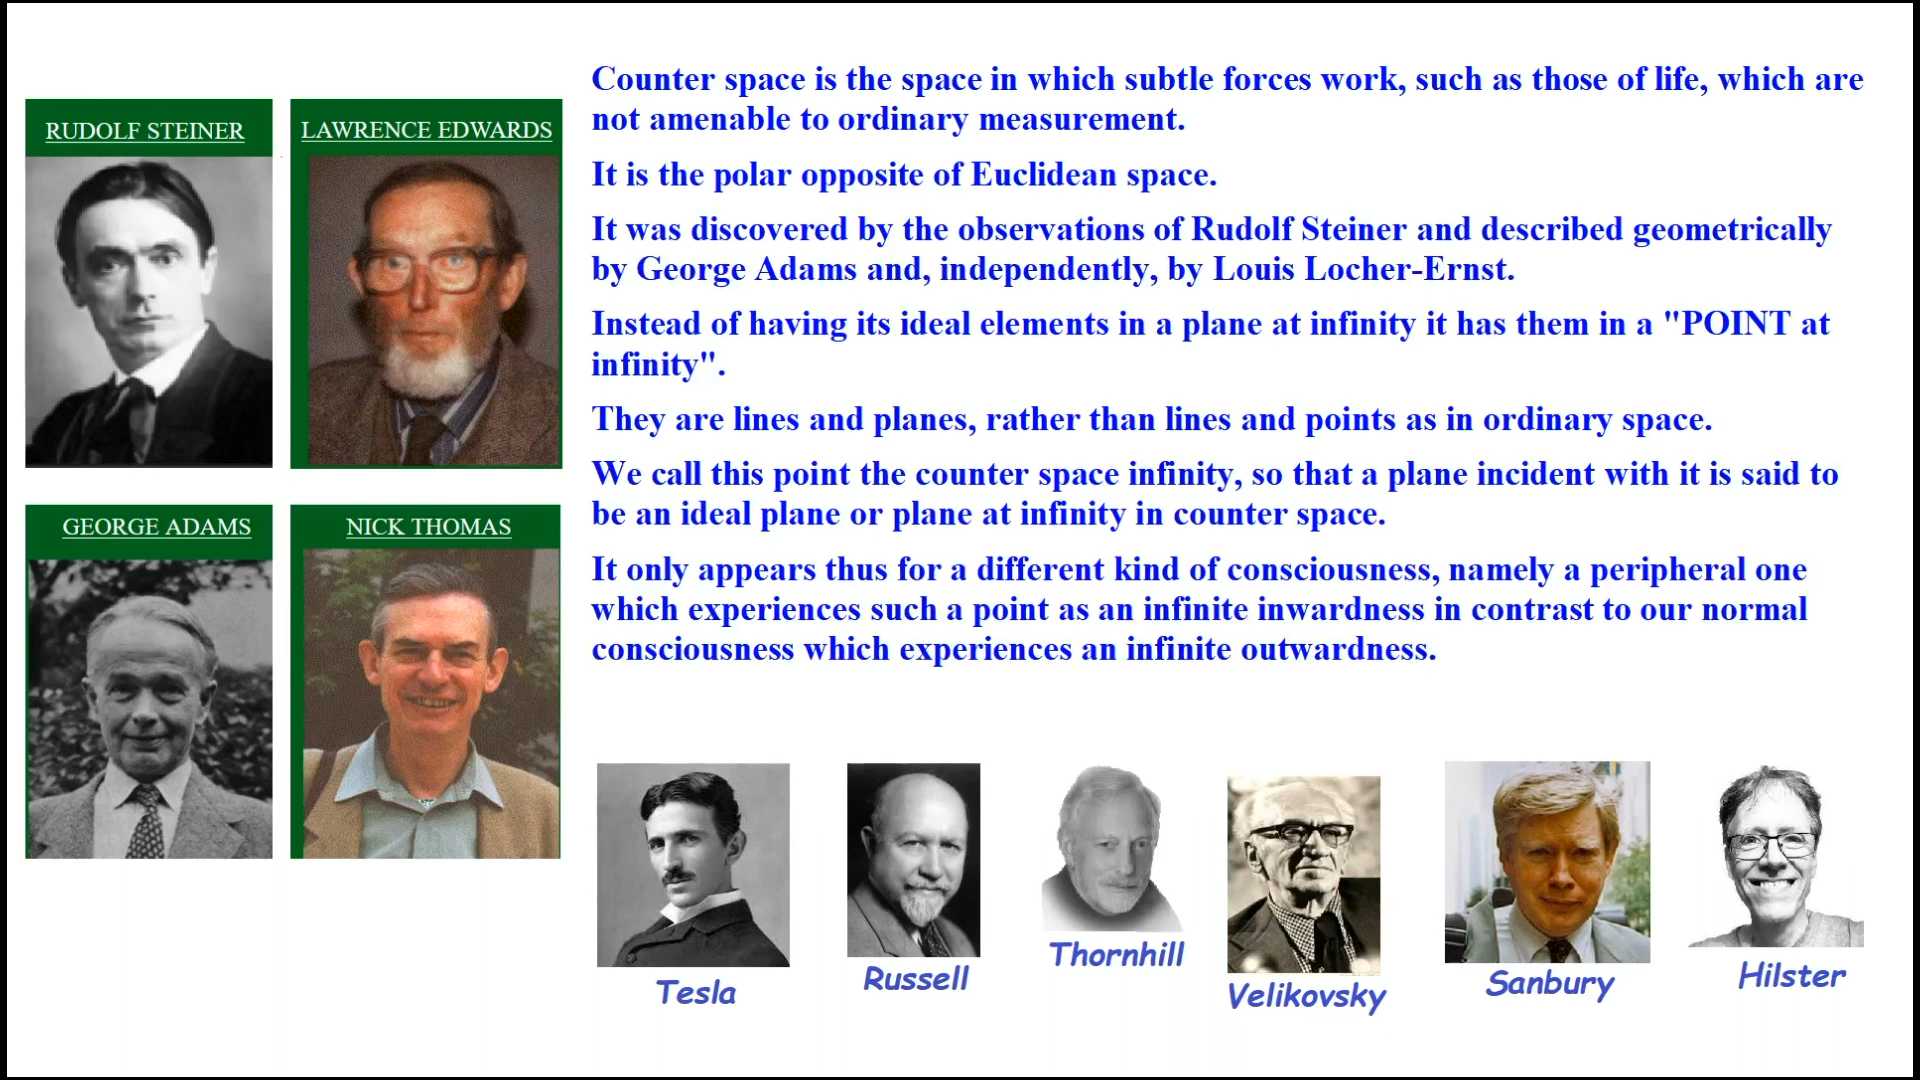 RUDOLF STEINER
LAWRENCE EDWARDS
GEORGE ADAMS
NICK THOMAS
Counter space is the space in which subtle forces work, such as those of life, which are
not amenable to ordinary measurement.
It is the polar opposite of Euclidean space.
It was discovered by the observations of Rudolf Steiner and described geometrically
by George Adams and, independently, by Louis Locher-Ernst.
Instead of having its ideal elements in a plane at infinity it has them in a "POINT at
infinity".
They are lines and planes, rather than lines and points as in ordinary space.
We call this point the counter space infinity, so that a plane incident with it is said to
be an ideal plane or plane at infinity in counter space.
It only appears thus for a different kind of consciousness, namely a peripheral one
which experiences such a point as an infinite inwardness in contrast to our normal
consciousness which experiences an infinite outwardness.
Tesla
Russell
Thornhill
Velikovsky
Sanbury
Hilster